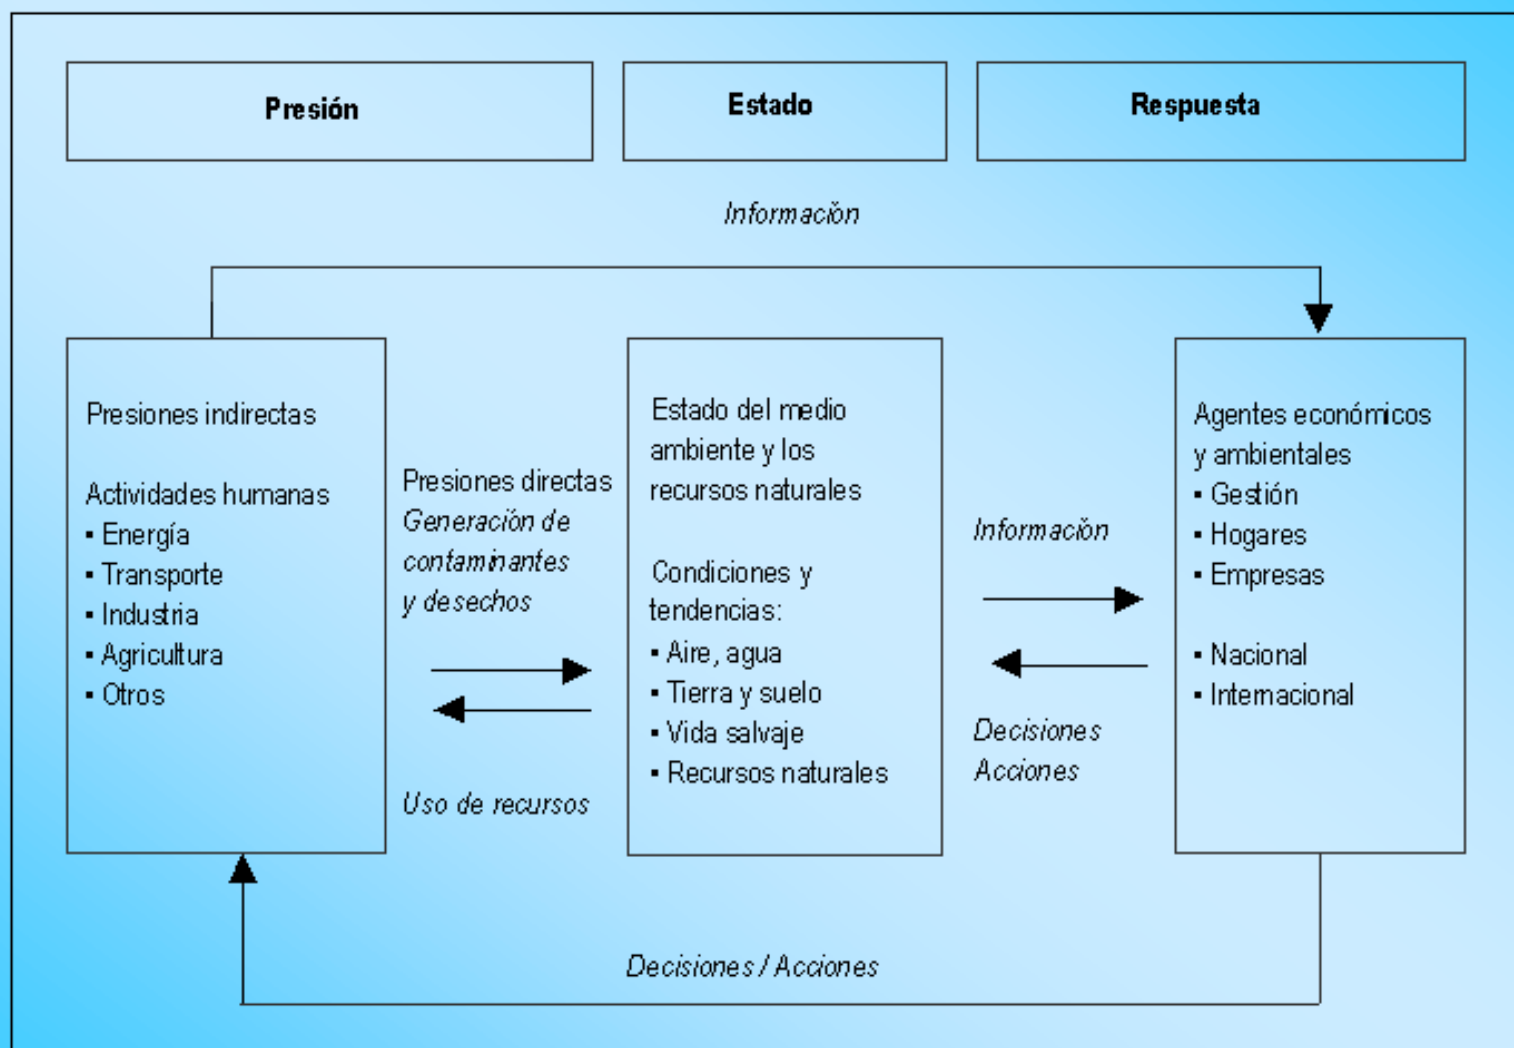 Presión
Estado
Respuesta
Informaciòn
Presiones indirectas
Actividades humanas
▪ Energía
▪ Transporte
▪ Industria
▪ Agricultura
▪ Otros
Presiones directas
Generación de
contaminantes
y desechos
Uso de recursos
Estado del medio
ambiente y los
recursos naturales
Condiciones y
tendencias:
▪ Aire, agua
▪ Tierra y suelo
▪ Vida salvaje
▪ Recursos naturales
Informaciòn
Decisiones
Acciones
Agentes económicos
y ambientales
▪ Gestión
▪ Hogares
▪ Empresas
▪ Nacional
▪ Internacional
Decisiones / Acciones